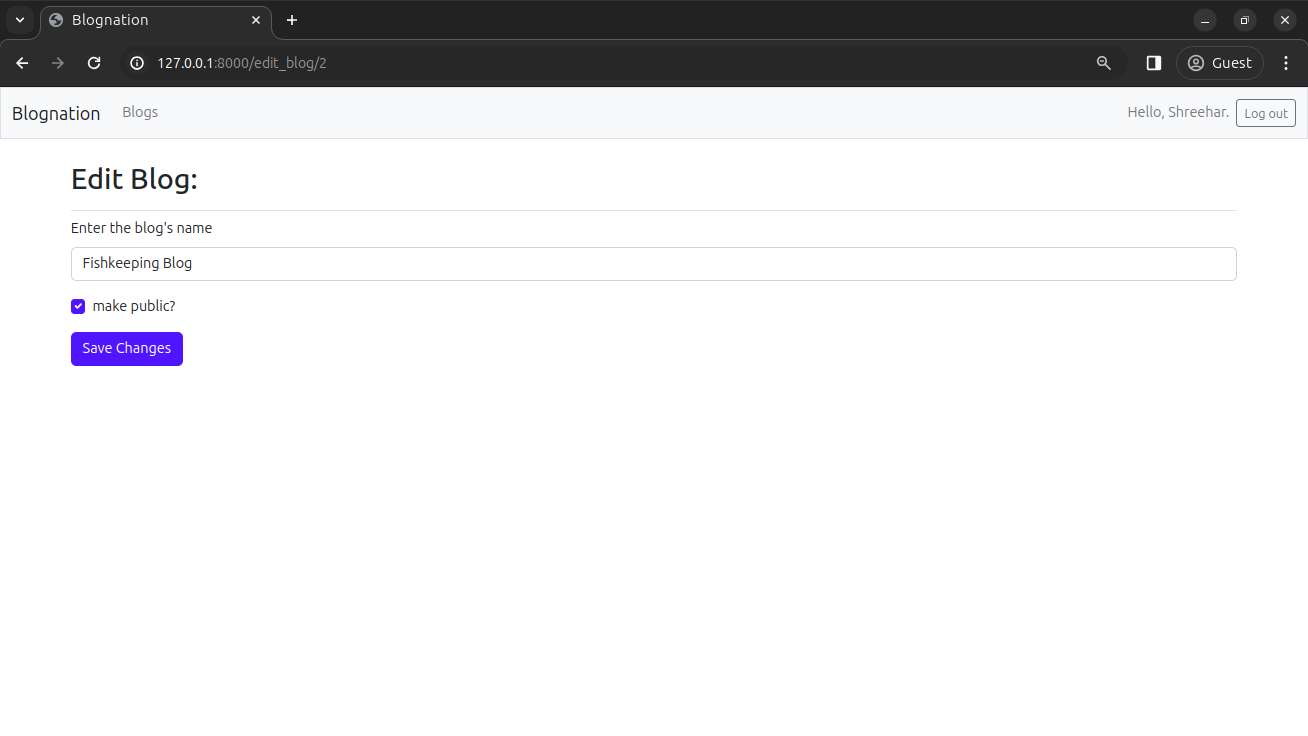 Blognation
127.0.0.1:8000/edit_blog/2
Guest
Blognation Blogs Hello, Shreehar. Log out
Edit Blog:
Enter the blog's name
Fishkeeping Blog
make public?
Save Changes